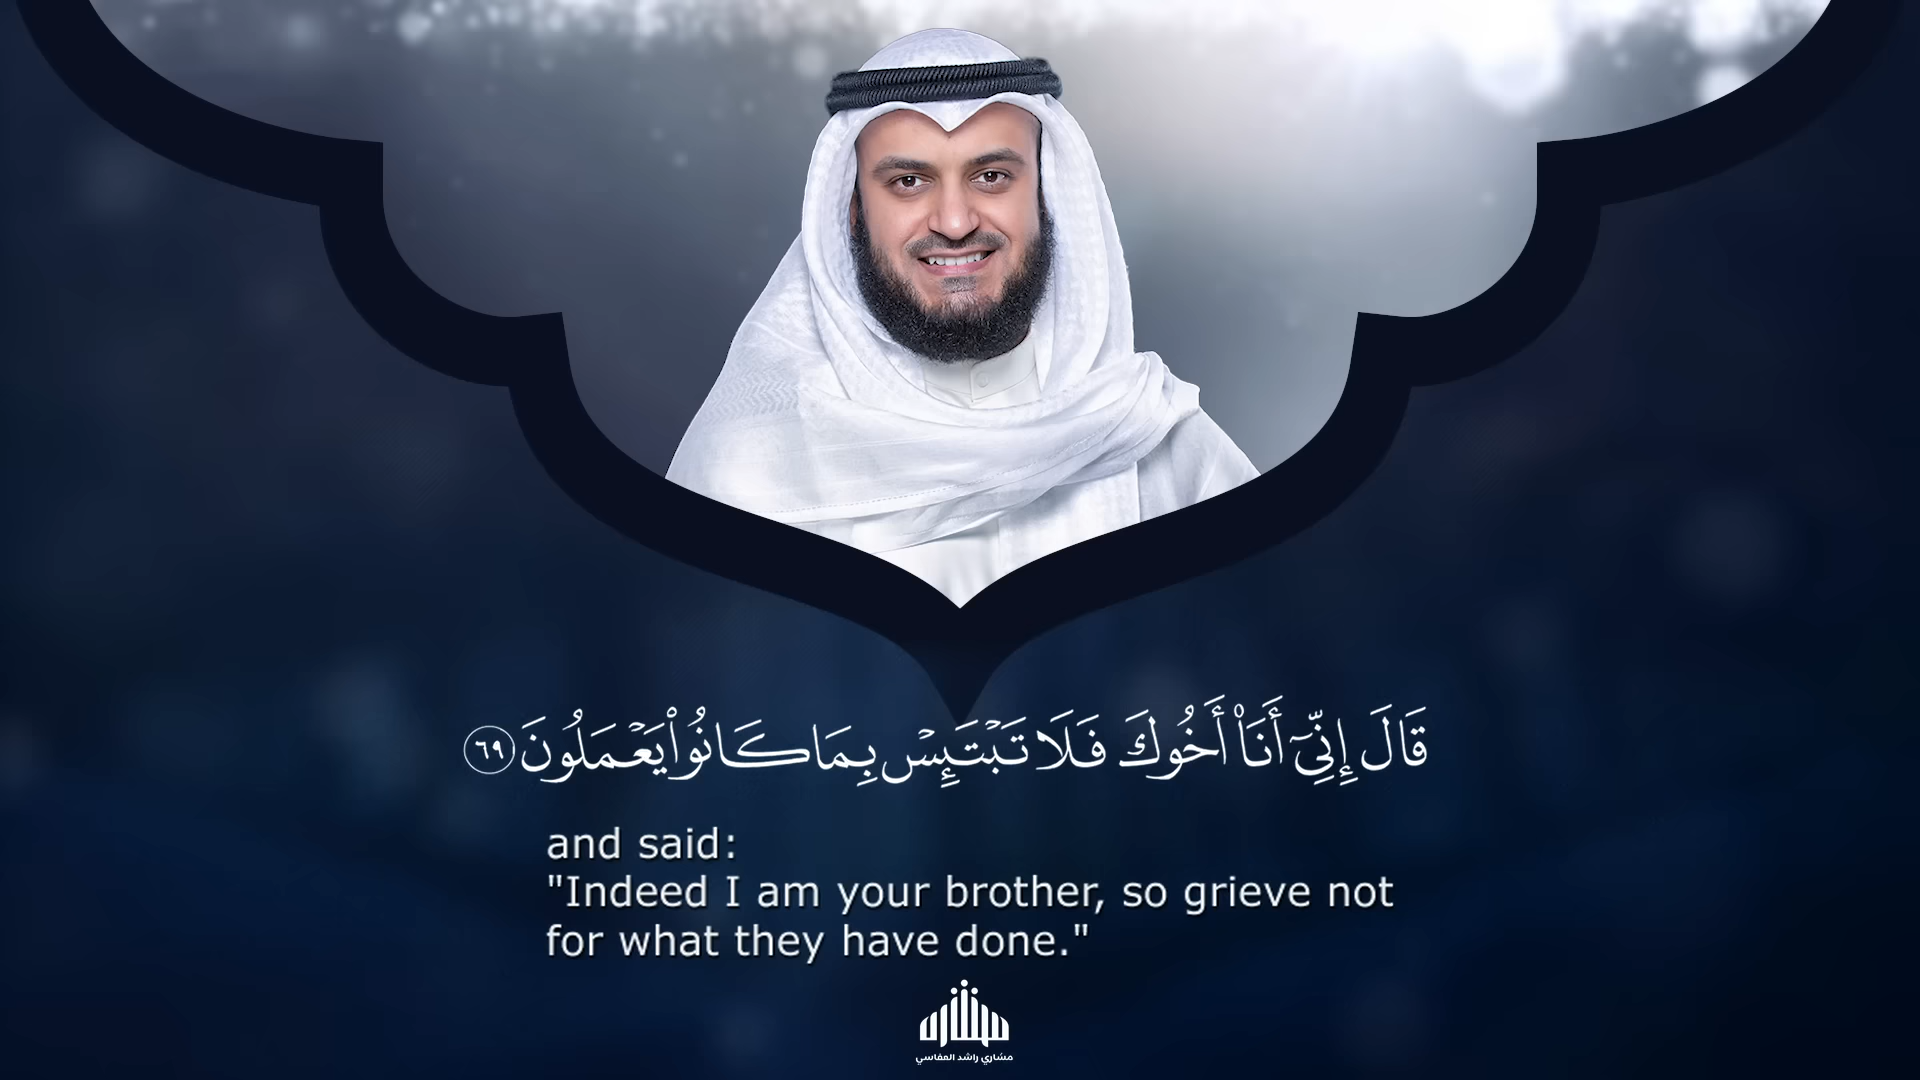 قَالَ إِنِّيٓ أَنَا۠ أَخُوكَ فَلَا تَبۡتَئِسۡ بِمَا كَانُواْ يَعۡمَلُونَ ٦٩
and said:
"Indeed I am your brother, so grieve not
for what they have done."
مشاري راشد العفاسي